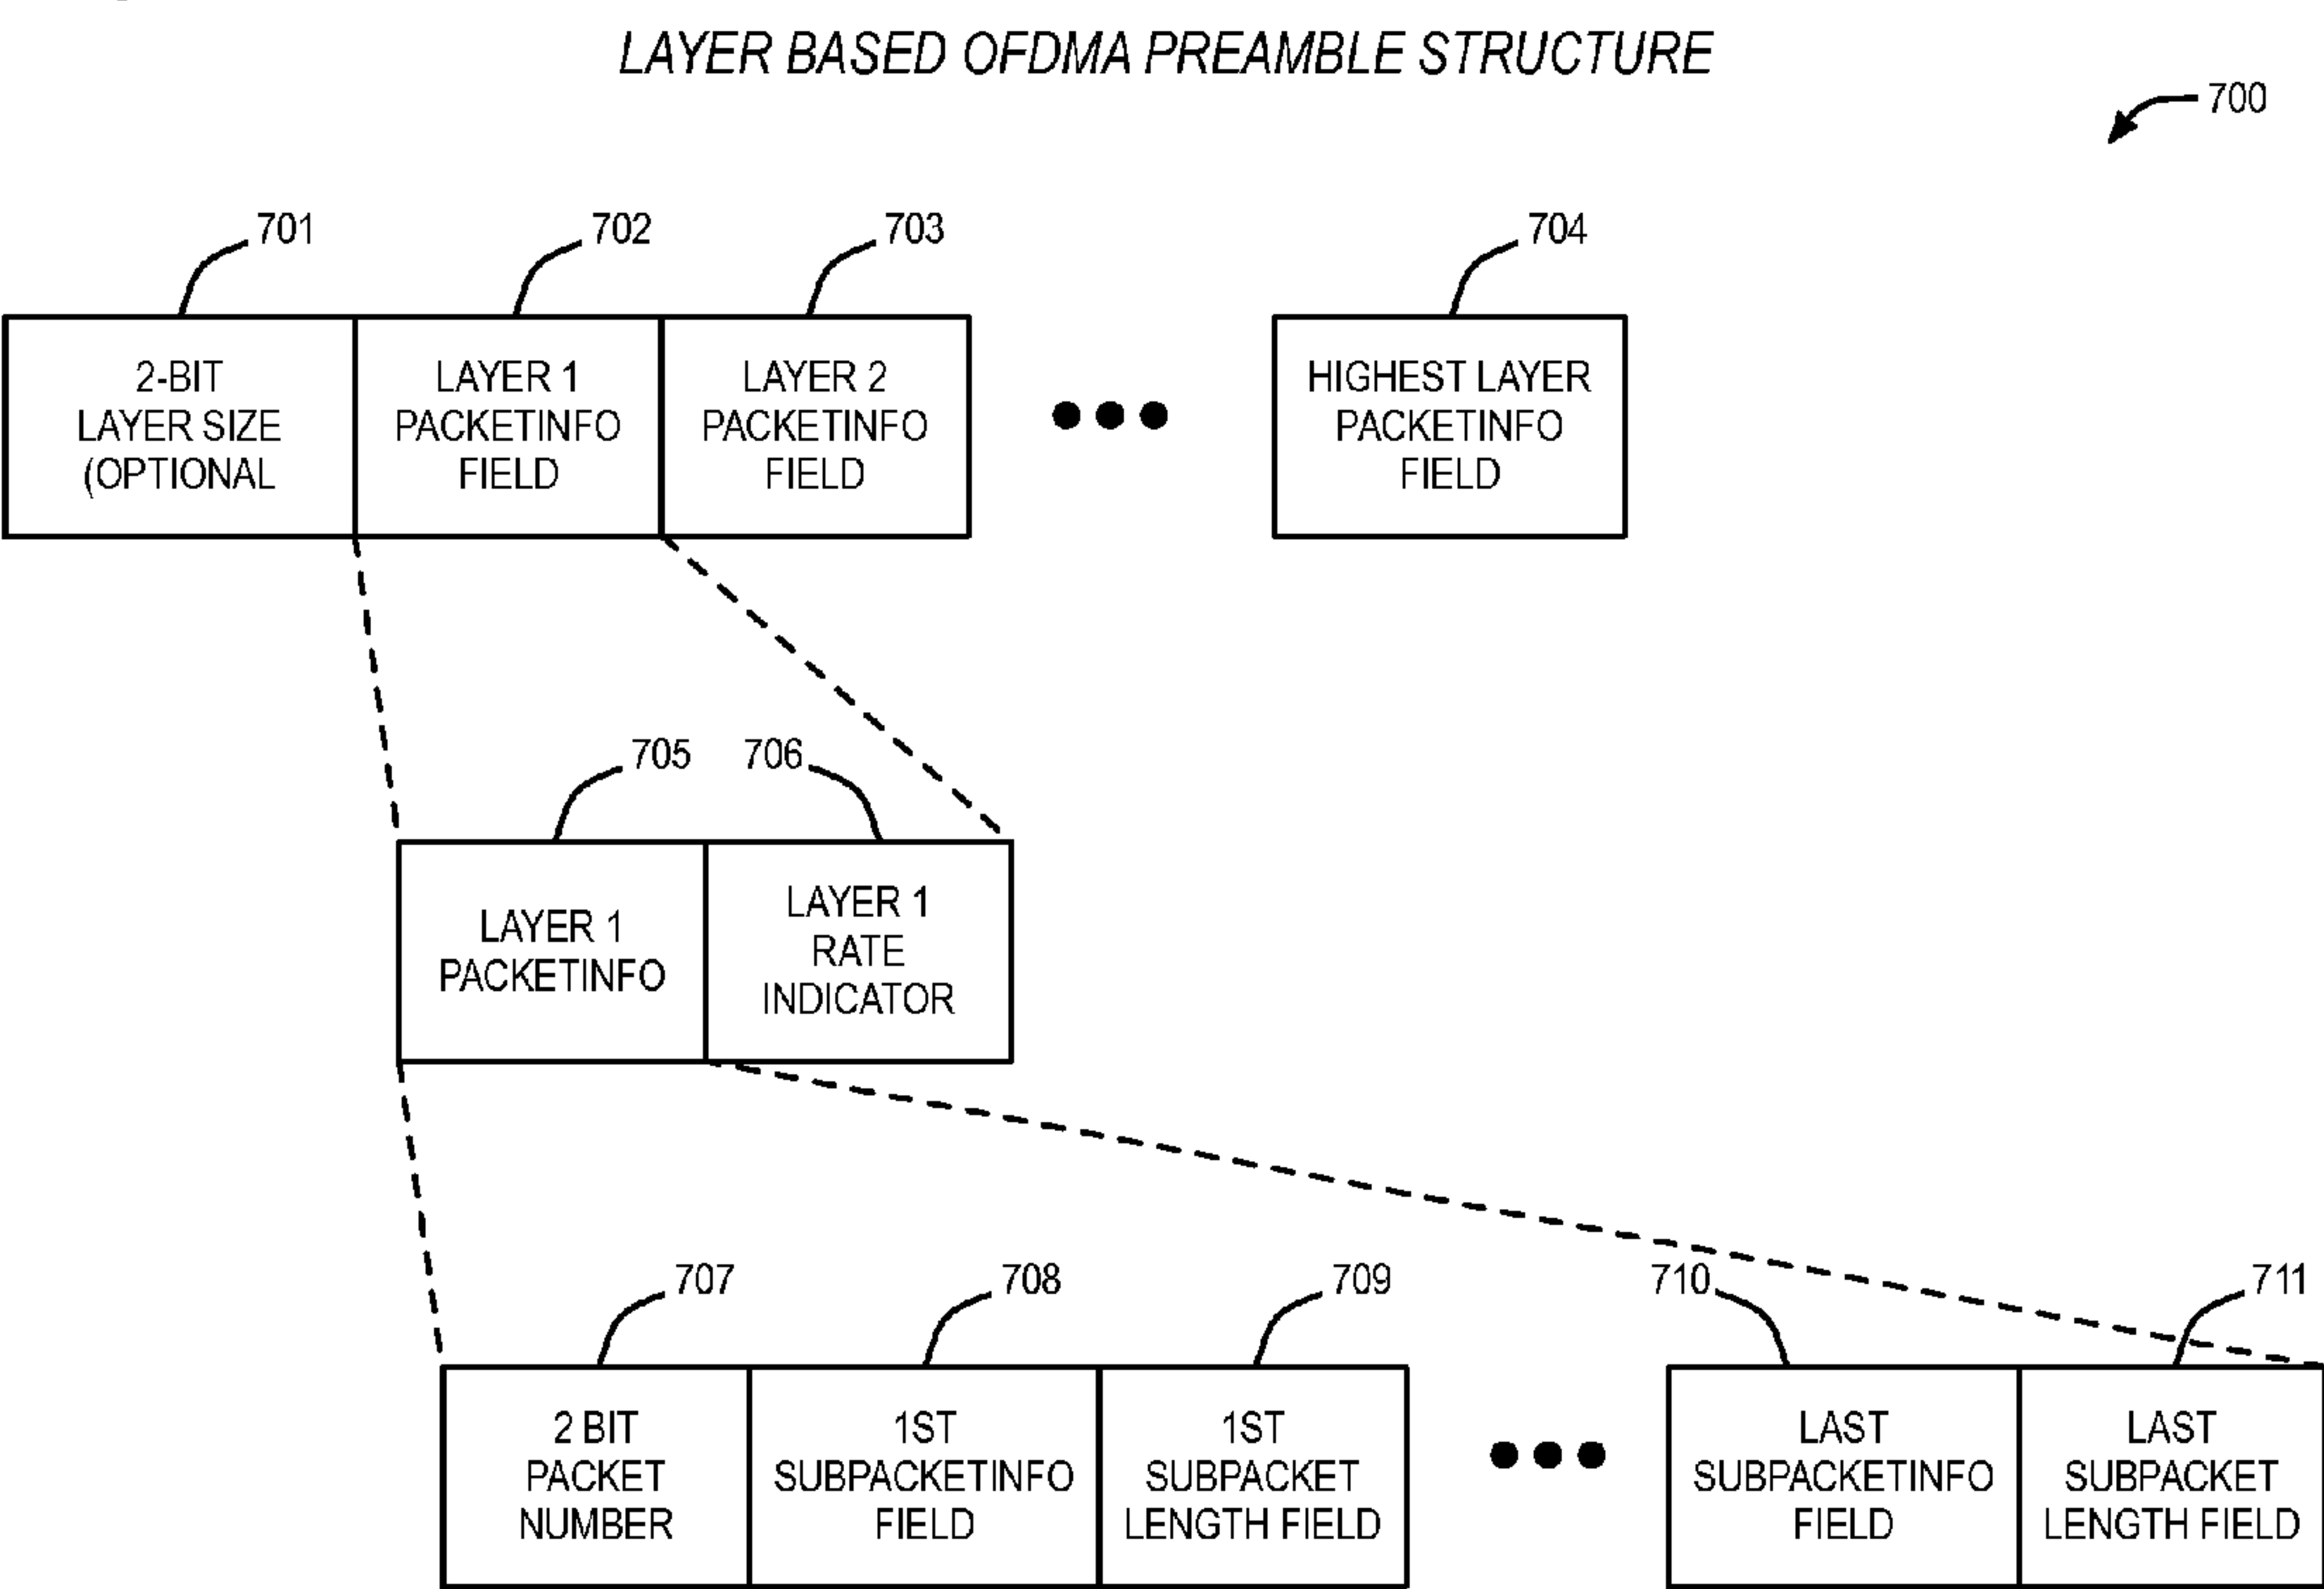 LAYER BASED OFDMA PREAMBLE STRUCTURE
700
701
702
703
704
2-BIT
LAYER SIZE
(OPTIONAL
LAYER 1
PACKETINFO
FIELD
LAYER 2
PACKETINFO
FIELD
HIGHEST LAYER
PACKETINFO
FIELD
705
706
LAYER 1
PACKETINFO
LAYER 1
RATE
INDICATOR
707
708
709
710
711
2 BIT
PACKET
NUMBER
1ST
SUBPACKETINFO
FIELD
1ST
SUBPACKET
LENGTH FIELD
LAST
SUBPACKETINFO
FIELD
LAST
SUBPACKET
LENGTH FIELD